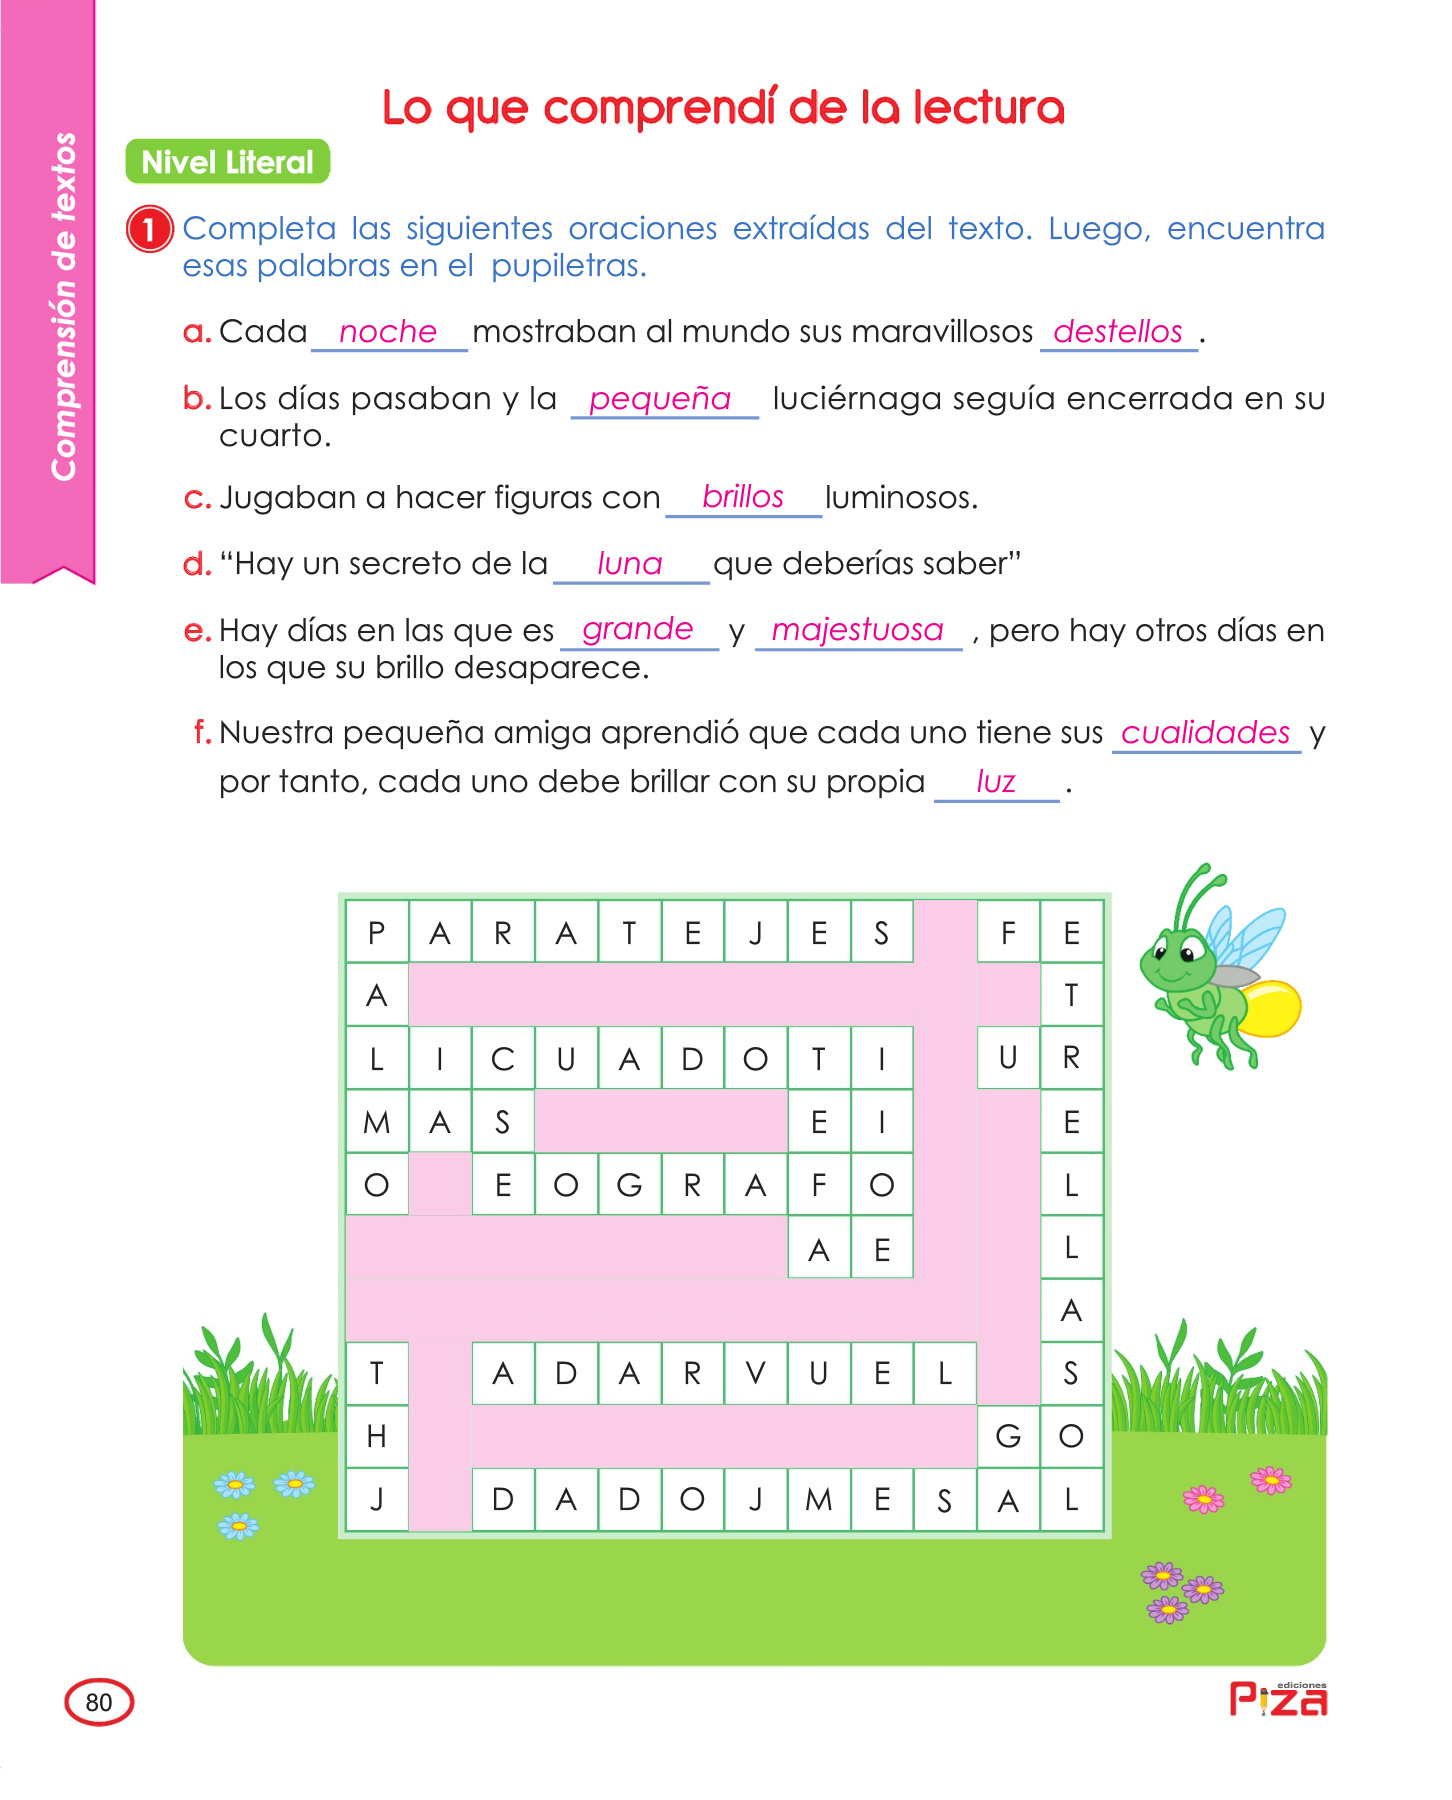 Comprensión de textos
Lo que comprendí de la lectura
Nivel Literal
1 Completa las siguientes oraciones extraídas del texto. Luego, encuentra
esas palabras en el pupiletras.
a. Cada noche mostraban al mundo sus maravillosos destellos .
b. Los días pasaban y la pequeña luciérnaga seguía encerrada en su
cuarto.
c. Jugaban a hacer figuras con brillos luminosos.
d. “Hay un secreto de la luna que deberías saber”
e. Hay días en las que es grande y majestuosa , pero hay otros días en
los que su brillo desaparece.
f. Nuestra pequeña amiga aprendió que cada uno tiene sus cualidades y
por tanto, cada uno debe brillar con su propia luz .
P A R A T E J E S F E
A T
L I C U A D O T I U R
M A S E I E
O E O G R A F O L
A E L
A
T A D A R V U E L S
H G O
J D A D O J M E S A L
80
ediciones
Piza